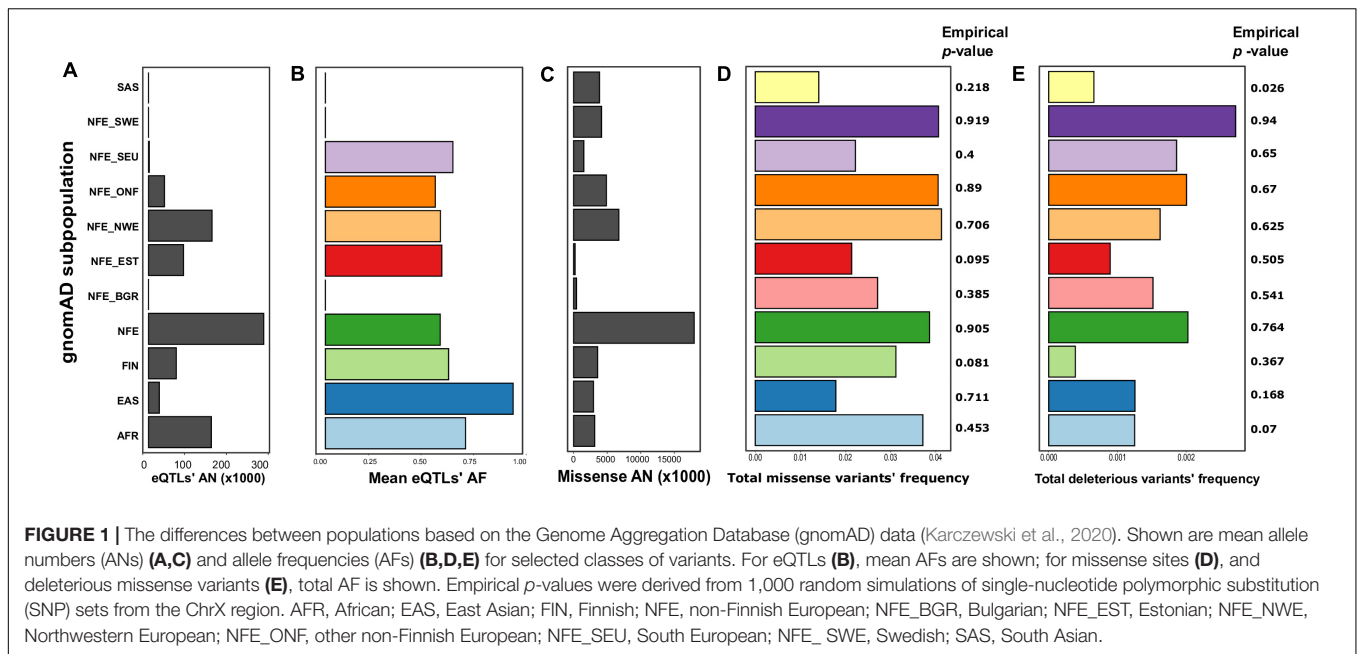 Empirical
p-value
Empirical
p -value
A
B
C
D
E
gnomAD subpopulation
SAS
NFE_SWE
NFE_SEU
NFE_ONF
NFE_NWE
NFE_EST
NFE_BGR
NFE
FIN
EAS
AFR
0.218
0.919
0.4
0.89
0.706
0.095
0.385
0.905
0.081
0.711
0.453
0.026
0.94
0.65
0.67
0.625
0.505
0.541
0.764
0.367
0.168
0.07
0 100 200 300
eQTLs' AN (x1000)
0.00 0.25 0.50 0.75 1.00
Mean eQTLs' AF
0 5000 10000 15000
Missense AN (x1000)
0.00 0.01 0.02 0.03 0.04
Total missense variants' frequency
0.000 0.001 0.002
Total deleterious variants' frequency
FIGURE 1 | The differences between populations based on the Genome Aggregation Database (gnomAD) data (Karczewski et al., 2020). Shown are mean allele
numbers (ANs) (A,C) and allele frequencies (AFs) (B,D,E) for selected classes of variants. For eQTLs (B), mean AFs are shown; for missense sites (D), and
deleterious missense variants (E), total AF is shown. Empirical p-values were derived from 1,000 random simulations of single-nucleotide polymorphic substitution
(SNP) sets from the ChrX region. AFR, African; EAS, East Asian; FIN, Finnish; NFE, non-Finnish European; NFE_BGR, Bulgarian; NFE_EST, Estonian; NFE_NWE,
Northwestern European; NFE_ONF, other non-Finnish European; NFE_SEU, South European; NFE_ SWE, Swedish; SAS, South Asian.